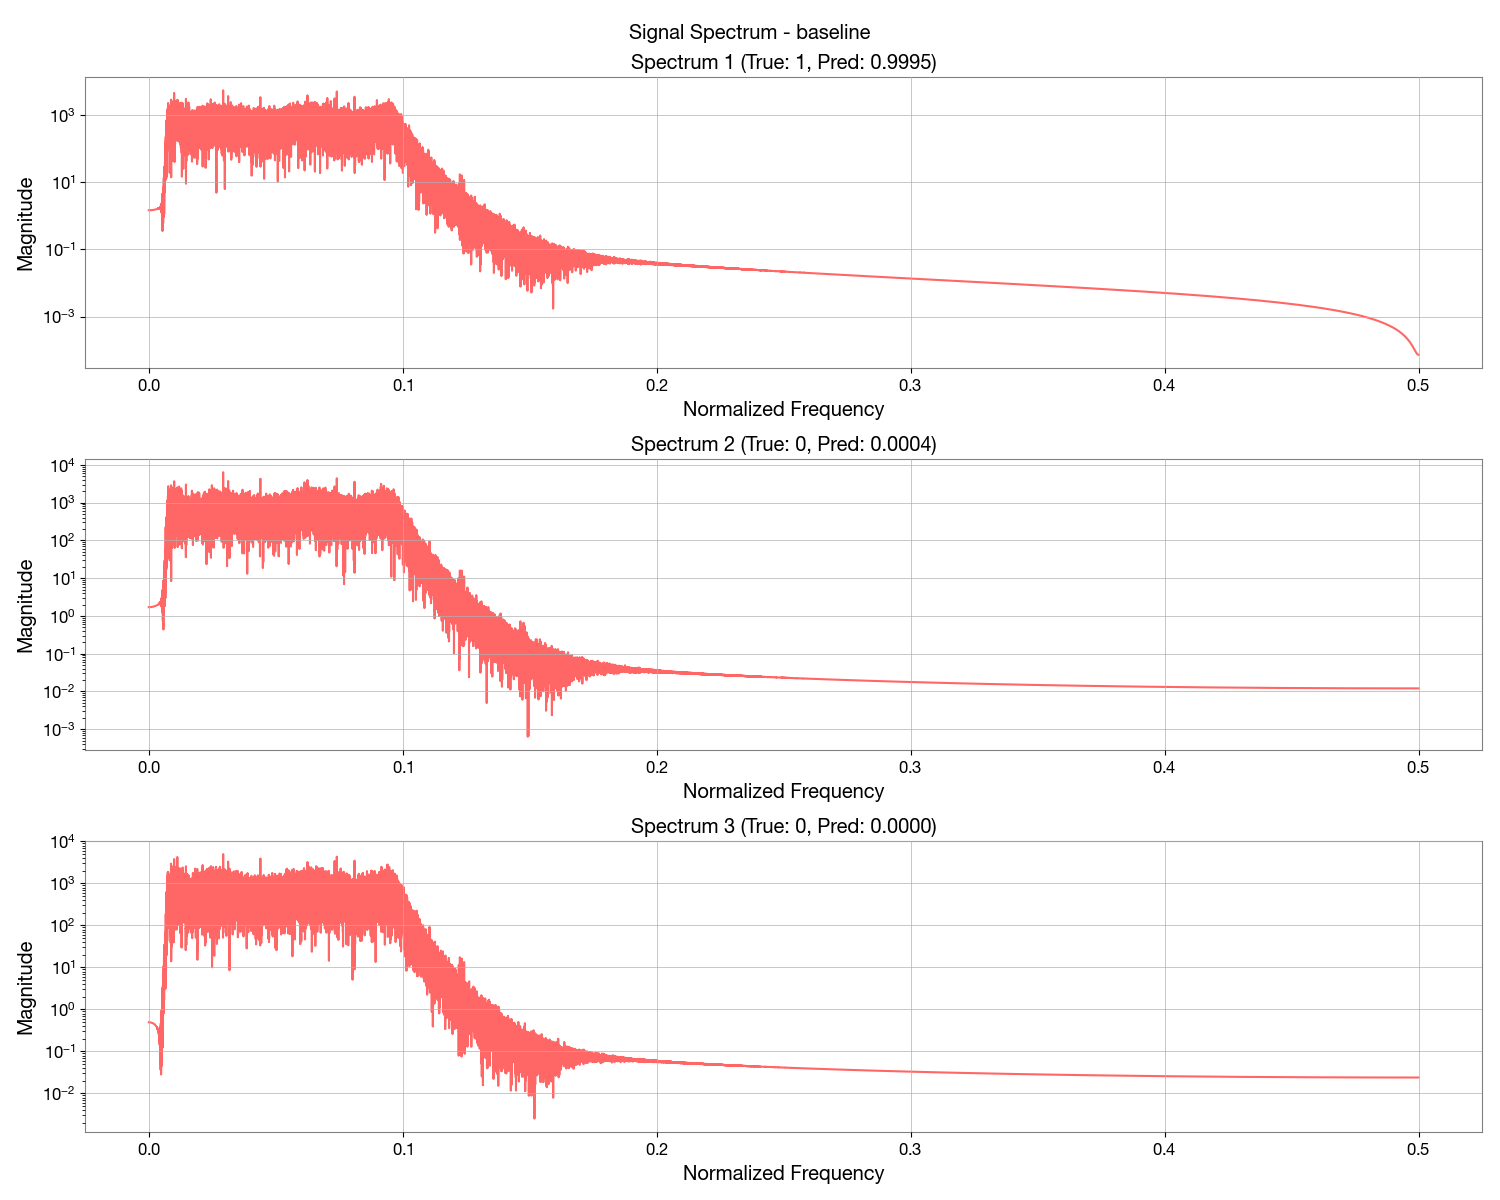 Signal Spectrum - baseline
Spectrum 1 (True: 1, Pred: 0.9995)
Magnitude
10³
10¹
10⁻¹
10⁻³
0.0 0.1 0.2 0.3 0.4 0.5
Normalized Frequency
Spectrum 2 (True: 0, Pred: 0.0004)
Magnitude
10⁴
10³
10²
10¹
10⁰
10⁻¹
10⁻²
10⁻³
0.0 0.1 0.2 0.3 0.4 0.5
Normalized Frequency
Spectrum 3 (True: 0, Pred: 0.0000)
Magnitude
10⁴
10³
10²
10¹
10⁰
10⁻¹
10⁻²
0.0 0.1 0.2 0.3 0.4 0.5
Normalized Frequency